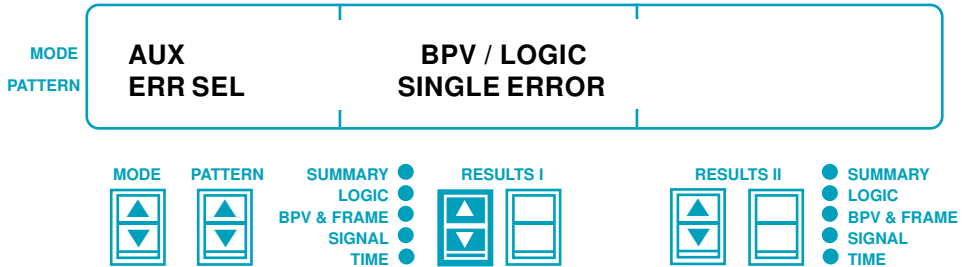 MODE AUX BPV / LOGIC
PATTERN ERR SEL SINGLE ERROR
MODE PATTERN SUMMARY RESULTS I RESULTS II SUMMARY
LOGIC LOGIC
BPV & FRAME BPV & FRAME
SIGNAL SIGNAL
TIME TIME